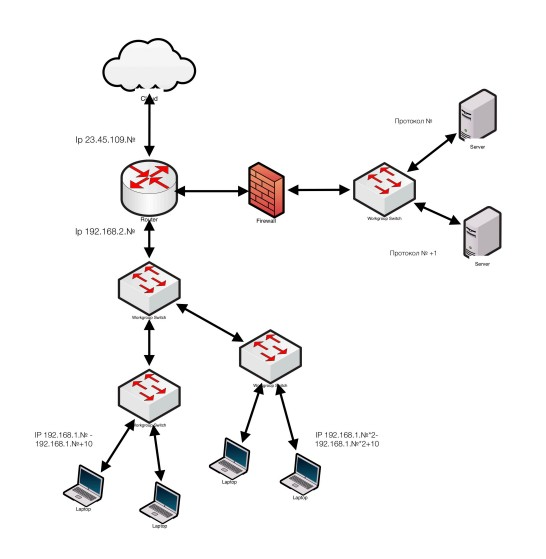 Cloud
Ip 23.45.109.№
Протокол №
Server
Router
Firewall
Workgroup Switch
Ip 192.168.2.№
Протокол № +1
Server
Workgroup Switch
Workgroup Switch
Workgroup Switch
IP 192.168.1.№ -
192.168.1.№+10
IP 192.168.1.№*2-
192.168.1.№*2+10
Laptop
Laptop
Laptop
Laptop